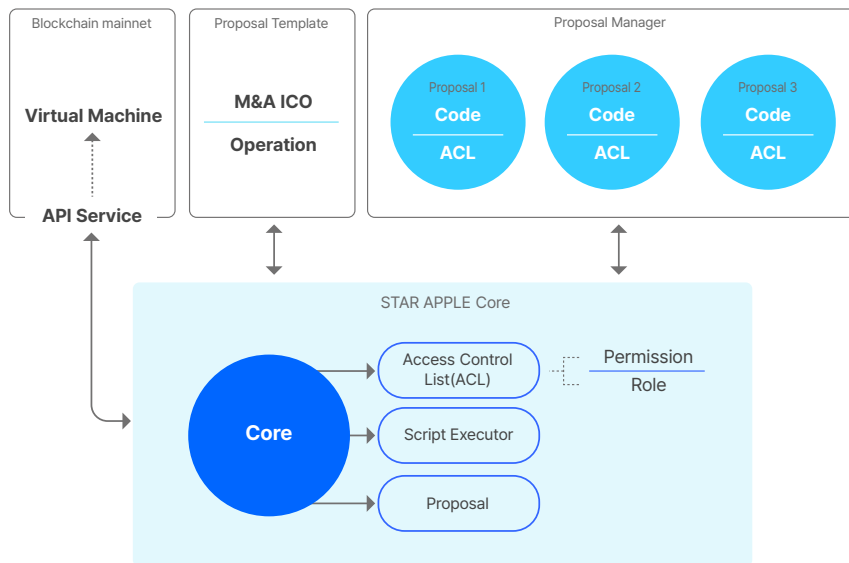 Blockchain mainnet
Virtual Machine
API Service
Proposal Template
M&A ICO
Operation
Proposal Manager
Proposal 1
Code
ACL
Proposal 2
Code
ACL
Proposal 3
Code
ACL
STAR APPLE Core
Core
Access Control
List(ACL)
Permission
Role
Script Executor
Proposal